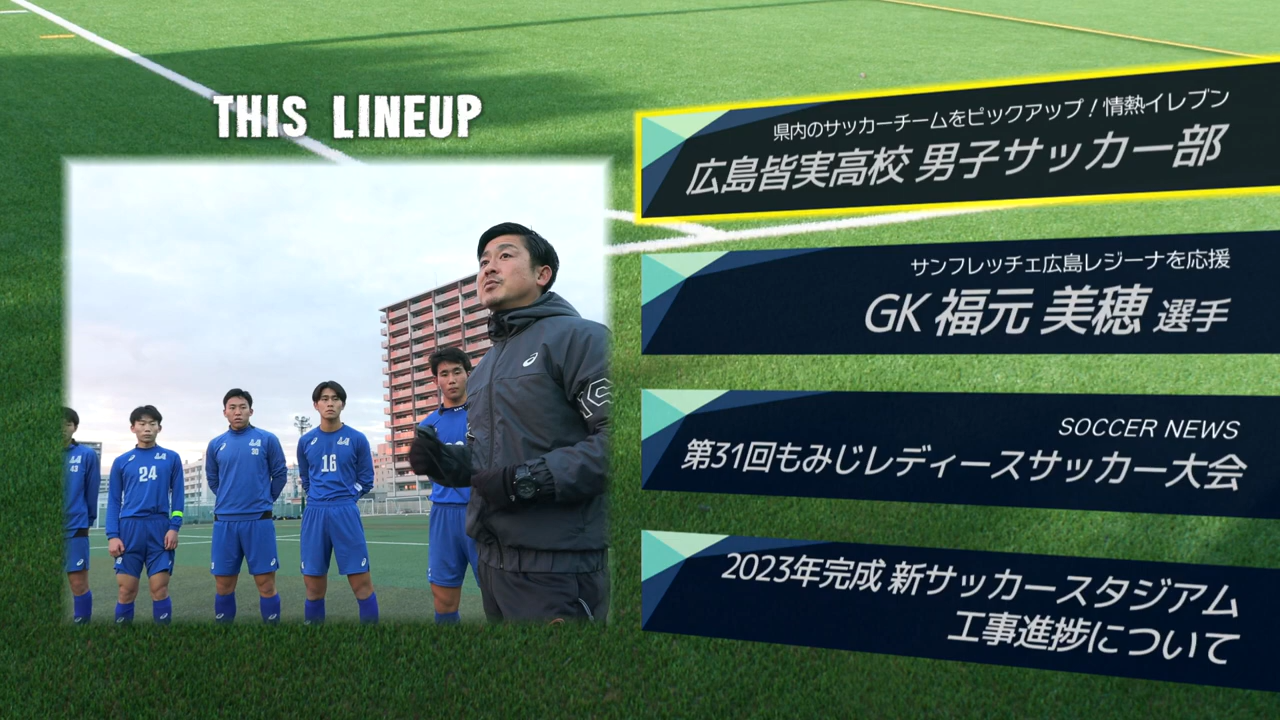 THIS LINEUP
県内のサッカーチームをピックアップ！情熱イレブン
広島皆実高校 男子サッカー部
サンフレッチェ広島レジーナを応援
GK 福元 美穂 選手
SOCCER NEWS
第31回もみじレディースサッカー大会
2023年完成 新サッカースタジアム
工事進捗について
43
24
30
16